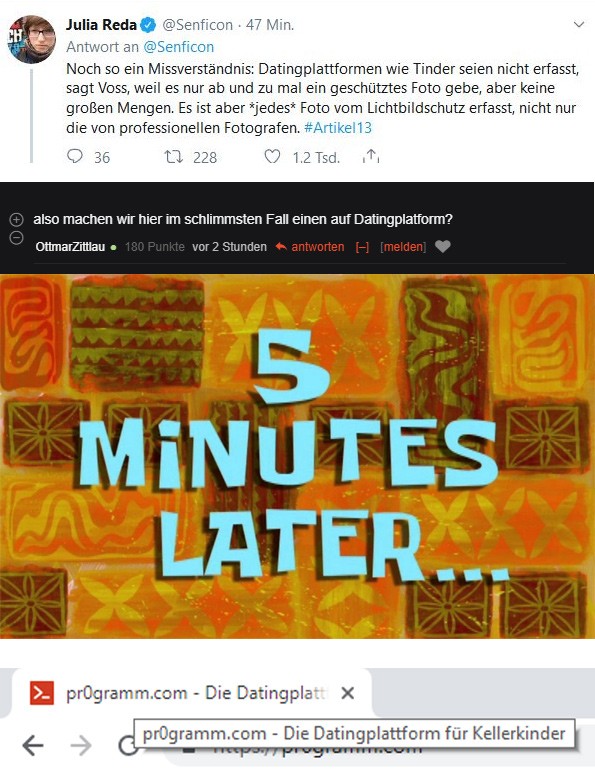 Julia Reda @Senficon · 47 Min.
Antwort an @Senficon
Noch so ein Missverständnis: Datingplattformen wie Tinder seien nicht erfasst,
sagt Voss, weil es nur ab und zu mal ein geschütztes Foto gebe, aber keine
großen Mengen. Es ist aber *jedes* Foto vom Lichtbildschutz erfasst, nicht nur
die von professionellen Fotografen. #Artikel13
36 228 1.2 Tsd.
also machen wir hier im schlimmsten Fall einen auf Datingplatform?
OttmarZittlau 180 Punkte vor 2 Stunden antworten [–] [melden]
5
MiNUTES
LATER...
pr0gramm.com - Die Datingplatt
pr0gramm.com - Die Datingplattform für Kellerkinder
https://pr0gramm.com